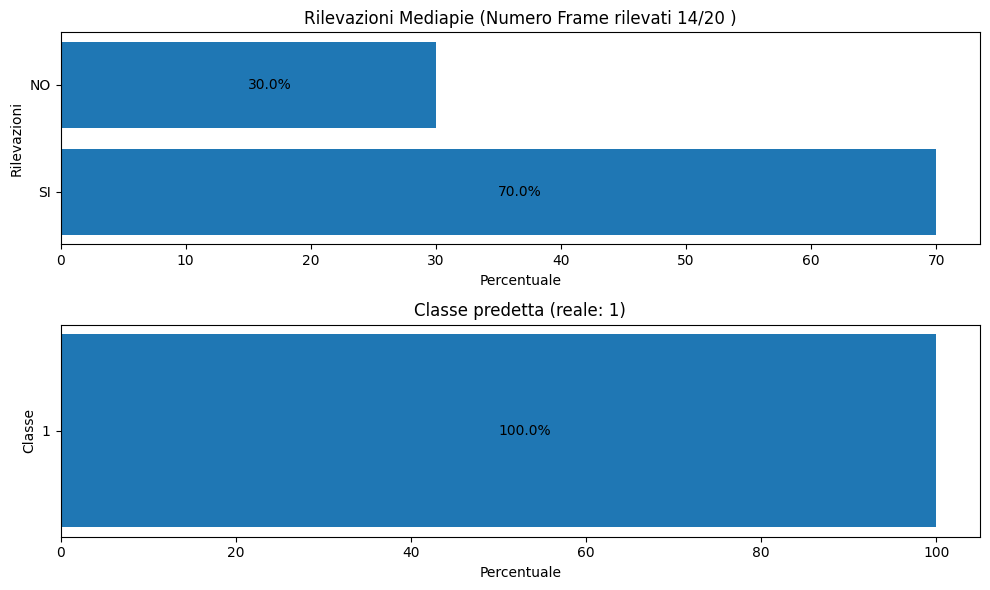 Rilevazioni Mediapie (Numero Frame rilevati 14/20 )
Rilevazioni
NO
30.0%
SI
70.0%
0 10 20 30 40 50 60 70
Percentuale
Classe predetta (reale: 1)
Classe
1
100.0%
0 20 40 60 80 100
Percentuale